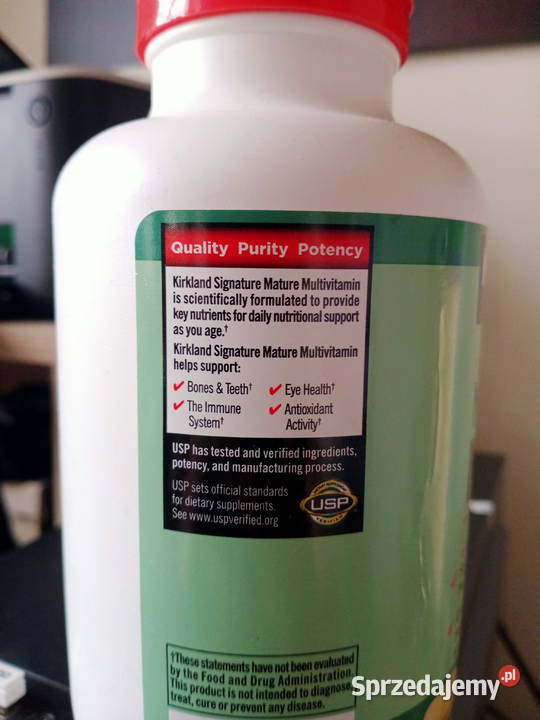 Quality Purity Potency
Kirkland Signature Mature Multivitamin
is scientifically formulated to provide
key nutrients for daily nutritional support
as you age.†
Kirkland Signature Mature Multivitamin
helps support:
✔ Bones & Teeth† ✔ Eye Health†
✔ The Immune System† ✔ Antioxidant Activity†
USP has tested and verified ingredients,
potency, and manufacturing process.
USP sets official standards
for dietary supplements.
See www.uspverified.org
USP
VERIFIED
†These statements have not been evaluated
by the Food and Drug Administration.
This product is not intended to diagnose,
treat, cure or prevent any disease.
Sprzedajemy.pl